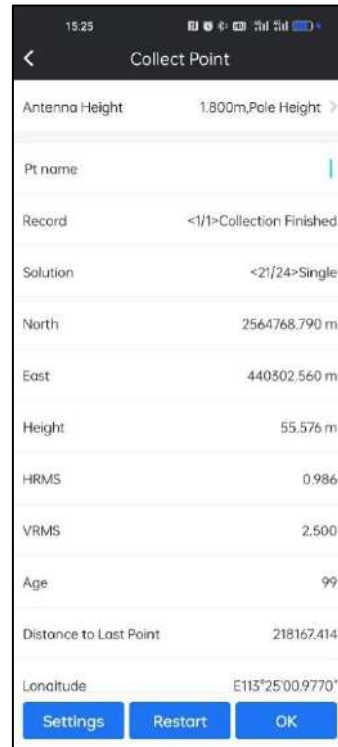 15:25
Collect Point
Antenna Height 1.800m,Pole Height >
Pt name
Record <1/1>Collection Finished
Solution <21/24>Single
North 2564768.790 m
East 440302.560 m
Height 55.576 m
HRMS 0.986
VRMS 2.500
Age 99
Distance to Last Point 218167.414
Longitude E113°25'00.9770"
Settings Restart OK